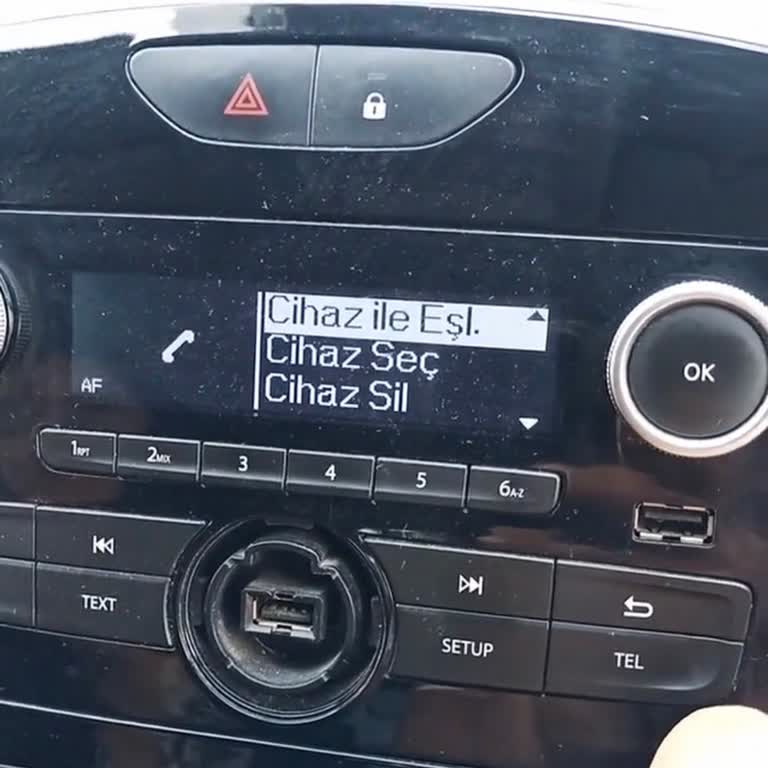 Cihaz ile Eşl.
Cihaz Seç
Cihaz Sil
AF
OK
1RPT 2MIX 3 4 5 6A-Z
TEXT
SETUP
TEL